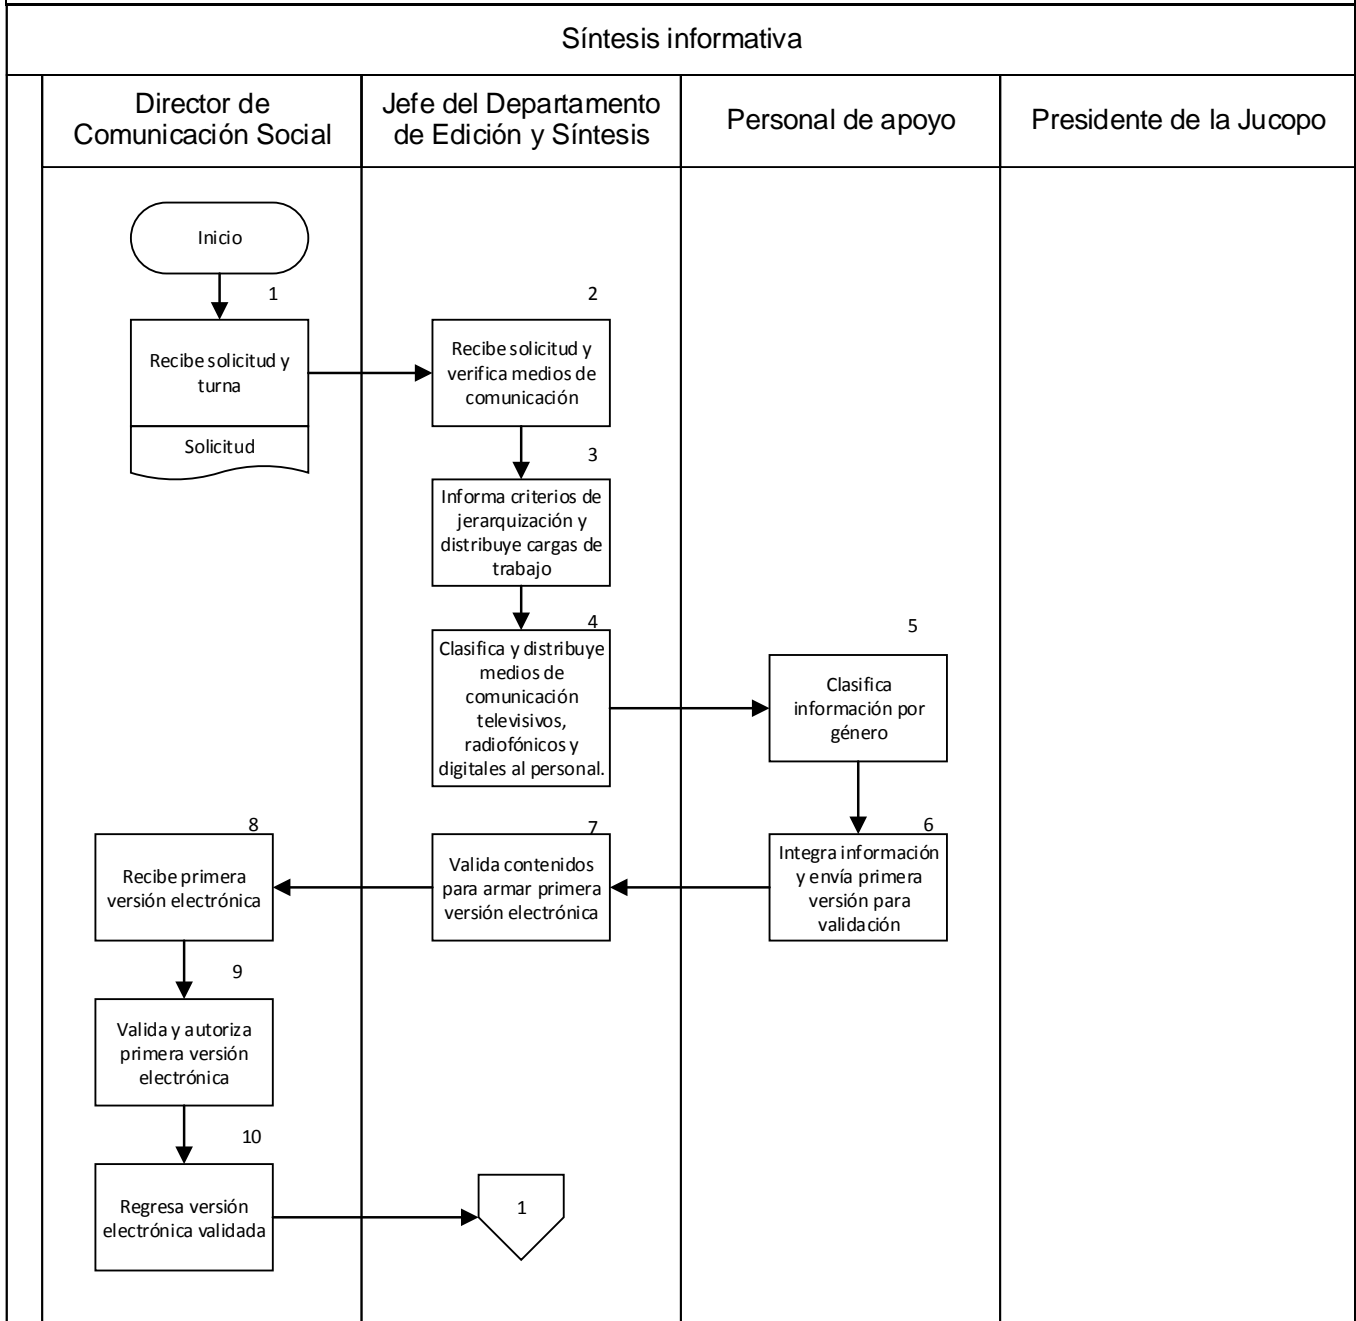 Síntesis informativa
Director de
Comunicación Social
Jefe del Departamento
de Edición y Síntesis
Personal de apoyo
Presidente de la Jucopo
Inicio
1
Recibe solicitud y
turna
Solicitud
2
Recibe solicitud y
verifica medios de
comunicación
3
Informa criterios de
jerarquización y
distribuye cargas de
trabajo
4
Clasifica y distribuye
medios de
comunicación
televisivos,
radiofónicos y
digitales al personal.
5
Clasifica
información por
género
6
Integra información
y envía primera
versión para
validación
7
Valida contenidos
para armar primera
versión electrónica
8
Recibe primera
versión electrónica
9
Valida y autoriza
primera versión
electrónica
10
Regresa versión
electrónica validada
1